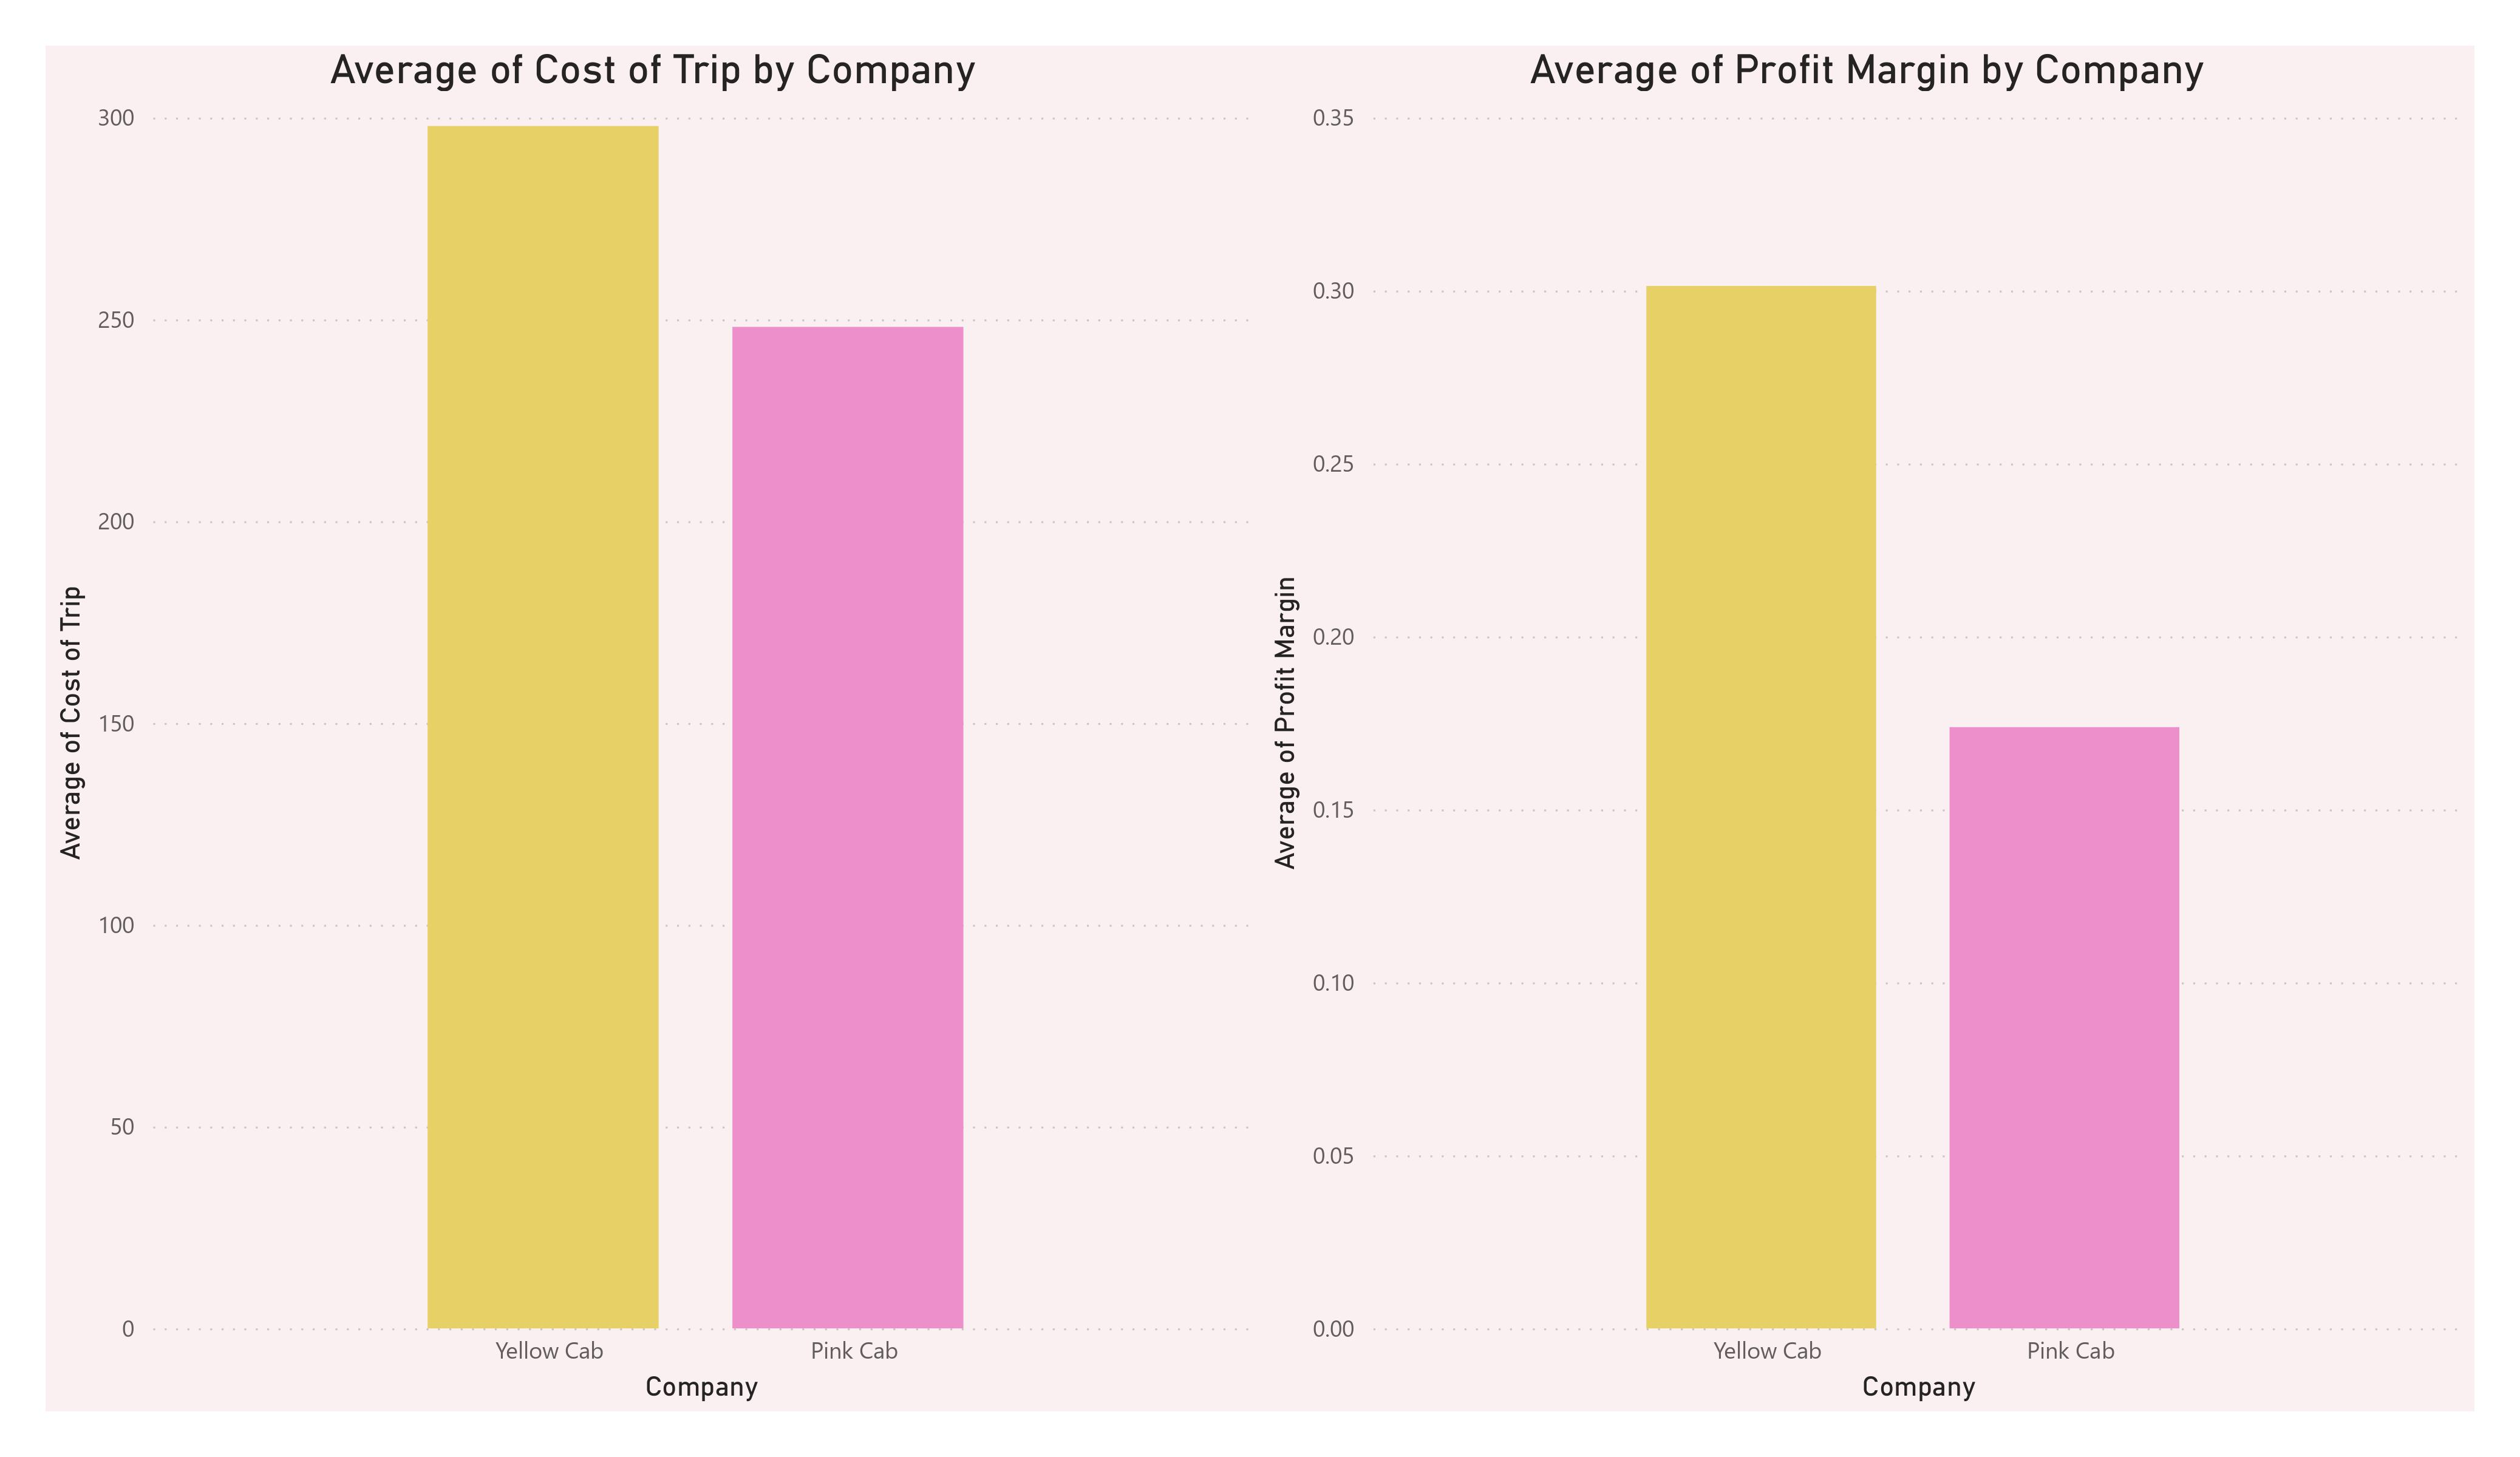 Average of Cost of Trip by Company
300
250
200
150
100
50
0
Average of Cost of Trip
Yellow Cab
Pink Cab
Company
Average of Profit Margin by Company
0.35
0.30
0.25
0.20
0.15
0.10
0.05
0.00
Average of Profit Margin
Yellow Cab
Pink Cab
Company